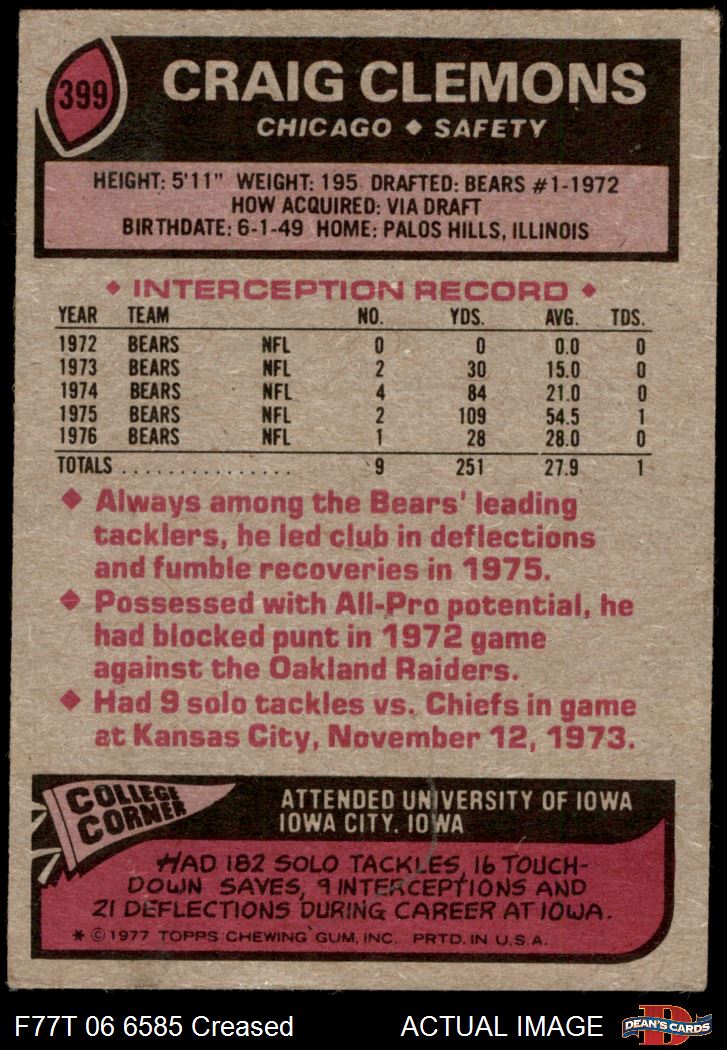 399
CRAIG CLEMONS
CHICAGO ◆ SAFETY
HEIGHT: 5'11" WEIGHT: 195 DRAFTED: BEARS #1-1972
HOW ACQUIRED: VIA DRAFT
BIRTHDATE: 6-1-49 HOME: PALOS HILLS, ILLINOIS
◆ INTERCEPTION RECORD ◆
YEAR TEAM NO. YDS. AVG. TDS.
1972 BEARS NFL 0 0 0.0 0
1973 BEARS NFL 2 30 15.0 0
1974 BEARS NFL 4 84 21.0 0
1975 BEARS NFL 2 109 54.5 1
1976 BEARS NFL 1 28 28.0 0
TOTALS ................ 9 251 27.9 1
◆ Always among the Bears' leading
tacklers, he led club in deflections
and fumble recoveries in 1975.
◆ Possessed with All-Pro potential, he
had blocked punt in 1972 game
against the Oakland Raiders.
◆ Had 9 solo tackles vs. Chiefs in game
at Kansas City, November 12, 1973.
COLLEGE
CORNER
ATTENDED UNIVERSITY OF IOWA
IOWA CITY, IOWA
HAD 182 SOLO TACKLES, 16 TOUCH-
DOWN SAVES, 9 INTERCEPTIONS AND
21 DEFLECTIONS DURING CAREER AT IOWA.
* © 1977 TOPPS CHEWING GUM, INC. PRTD. IN U.S.A.
F77T 06 6585 Creased ACTUAL IMAGE
D
DEAN'S CARDS